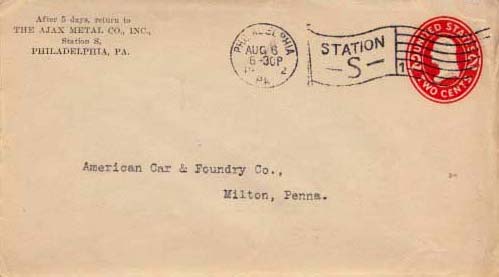 After 5 days, return to
THE AJAX METAL CO., INC.,
Station S,
PHILADELPHIA, PA.
PHILADELPHIA
AUG 6
6-30P
PA.
STATION
-S-
UNITED STATES
TWO CENTS
American Car & Foundry Co.,
Milton, Penna.